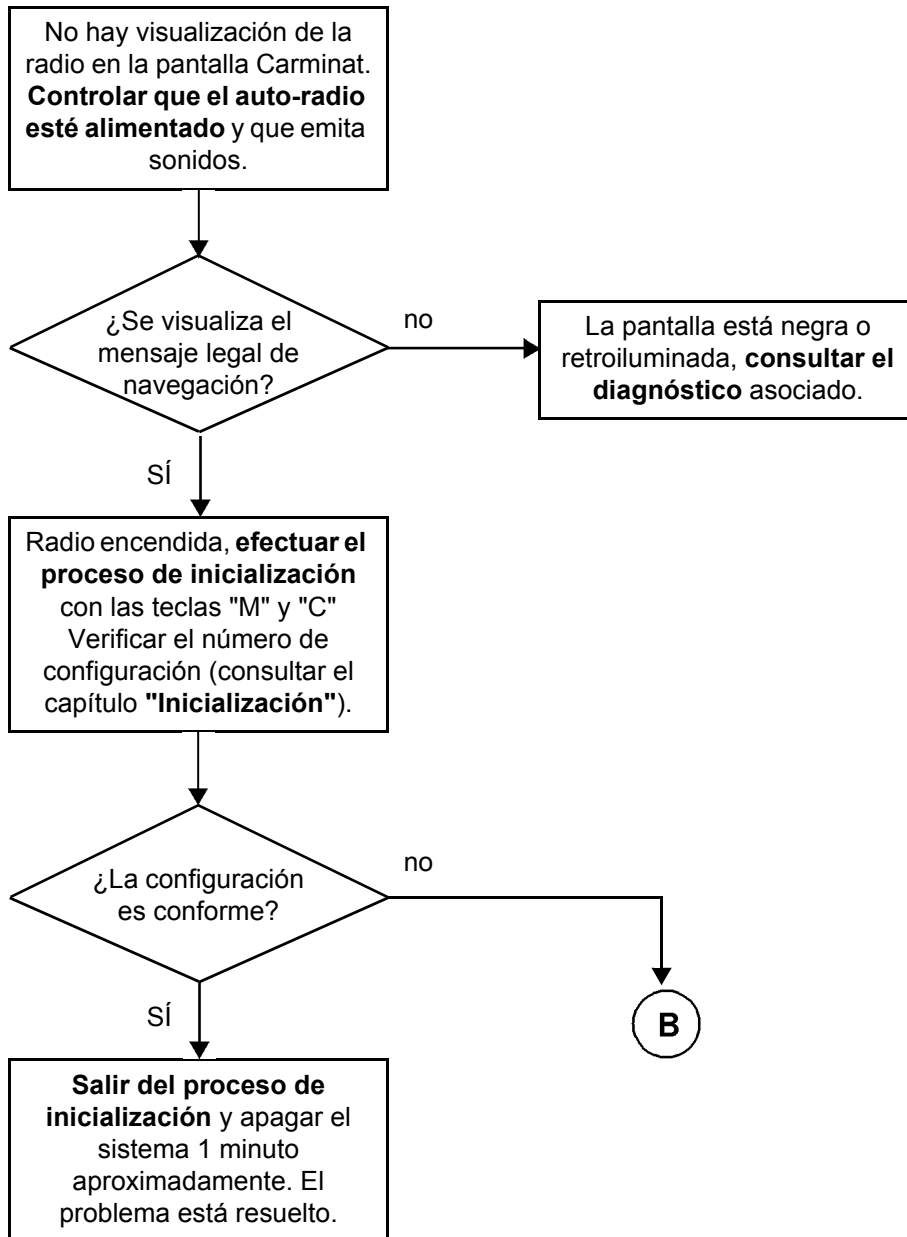 No hay visualización de la
radio en la pantalla Carminat.
Controlar que el auto-radio
esté alimentado y que emita
sonidos.
¿Se visualiza el
mensaje legal de
navegación?
no
La pantalla está negra o
retroiluminada, consultar el
diagnóstico asociado.
SÍ
Radio encendida, efectuar el
proceso de inicialización
con las teclas "M" y "C"
Verificar el número de
configuración (consultar el
capítulo "Inicialización").
¿La configuración
es conforme?
no
B
SÍ
Salir del proceso de
inicialización y apagar el
sistema 1 minuto
aproximadamente. El
problema está resuelto.